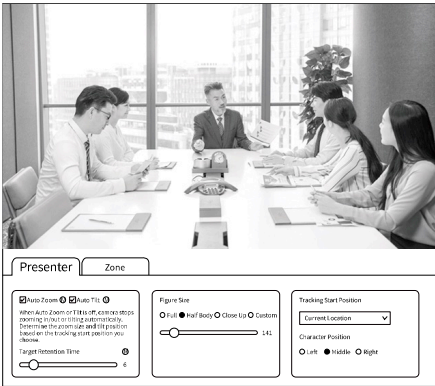 Presenter
Zone
Auto Zoom Auto Tilt
When Auto Zoom or Tilt is off, camera stops
zooming in/out or tilting automatically.
Determine the zoom size and tilt position
based on the tracking start position you
choose.
Target Retention Time
6
Figure Size
Full Half Body Close Up Custom
141
Tracking Start Position
Current Location
Character Position
Left Middle Right